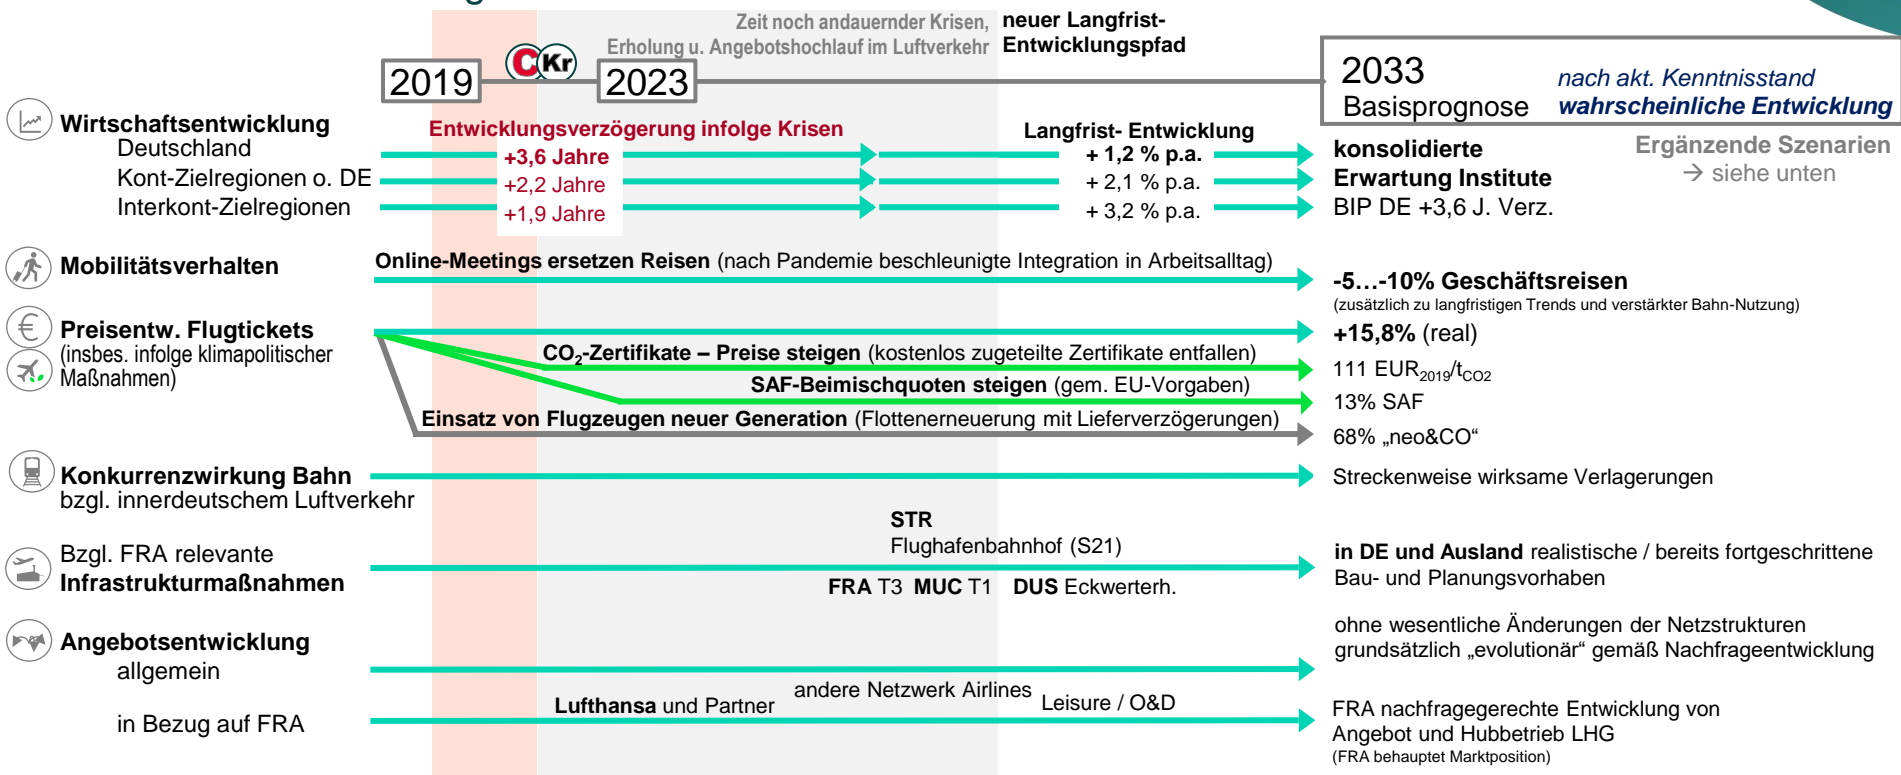 Zeit noch andauernder Krisen,
Erholung u. Angebotshochlauf im Luftverkehr
neuer Langfrist-
Entwicklungspfad
2019
C Kr
2023
2033
Basisprognose
nach akt. Kenntnisstand
wahrscheinliche Entwicklung
Wirtschaftsentwicklung
Entwicklungsverzögerung infolge Krisen
Langfrist- Entwicklung
Ergänzende Szenarien
→ siehe unten
Deutschland
+3,6 Jahre
+ 1,2 % p.a.
konsolidierte
Kont-Zielregionen o. DE
+2,2 Jahre
+ 2,1 % p.a.
Erwartung Institute
Interkont-Zielregionen
+1,9 Jahre
+ 3,2 % p.a.
BIP DE +3,6 J. Verz.
Mobilitätsverhalten
Online-Meetings ersetzen Reisen (nach Pandemie beschleunigte Integration in Arbeitsalltag)
-5…-10% Geschäftsreisen
(zusätzlich zu langfristigen Trends und verstärkter Bahn-Nutzung)
€
Preisentw. Flugtickets
(insbes. infolge klimapolitischer
Maßnahmen)
+15,8% (real)
CO2-Zertifikate – Preise steigen (kostenlos zugeteilte Zertifikate entfallen)
111 EUR2019/tCO2
SAF-Beimischquoten steigen (gem. EU-Vorgaben)
13% SAF
Einsatz von Flugzeugen neuer Generation (Flottenerneuerung mit Lieferverzögerungen)
68% „neo&CO“
Konkurrenzwirkung Bahn
bzgl. innerdeutschem Luftverkehr
Streckenweise wirksame Verlagerungen
Bzgl. FRA relevante
Infrastrukturmaßnahmen
STR
Flughafenbahnhof (S21)
FRA T3 MUC T1 DUS Eckwerterh.
in DE und Ausland realistische / bereits fortgeschrittene
Bau- und Planungsvorhaben
Angebotsentwicklung
allgemein
ohne wesentliche Änderungen der Netzstrukturen
grundsätzlich „evolutionär“ gemäß Nachfrageentwicklung
in Bezug auf FRA
Lufthansa und Partner
andere Netzwerk Airlines
Leisure / O&D
FRA nachfragegerechte Entwicklung von
Angebot und Hubbetrieb LHG
(FRA behauptet Marktposition)